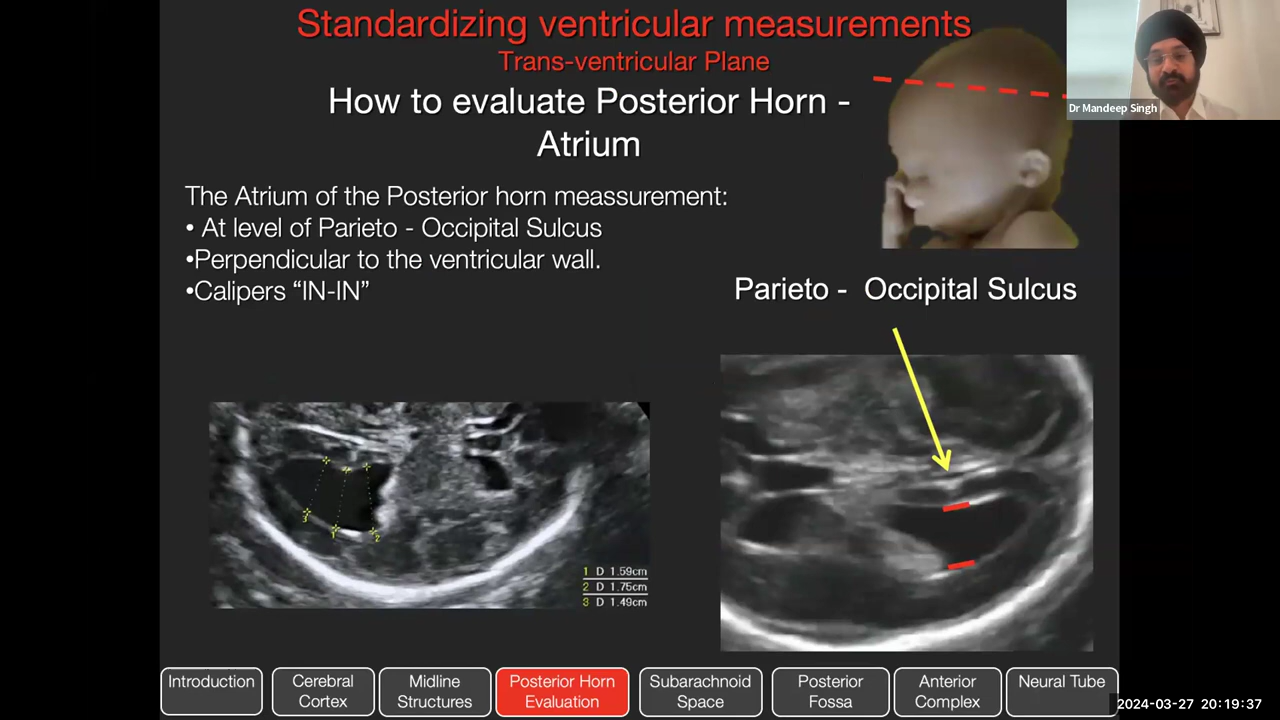 Standardizing ventricular measurements
Trans-ventricular Plane
How to evaluate Posterior Horn -
Atrium
Dr Mandeep Singh
The Atrium of the Posterior horn meassurement:
• At level of Parieto - Occipital Sulcus
•Perpendicular to the ventricular wall.
•Calipers “IN-IN”
Parieto - Occipital Sulcus
3
1
2
1 D 1.59cm
2 D 1.75cm
3 D 1.49cm
Introduction
Cerebral
Cortex
Midline
Structures
Posterior Horn
Evaluation
Subarachnoid
Space
Posterior
Fossa
Anterior
Complex
Neural Tube
2024-03-27 20:19:37